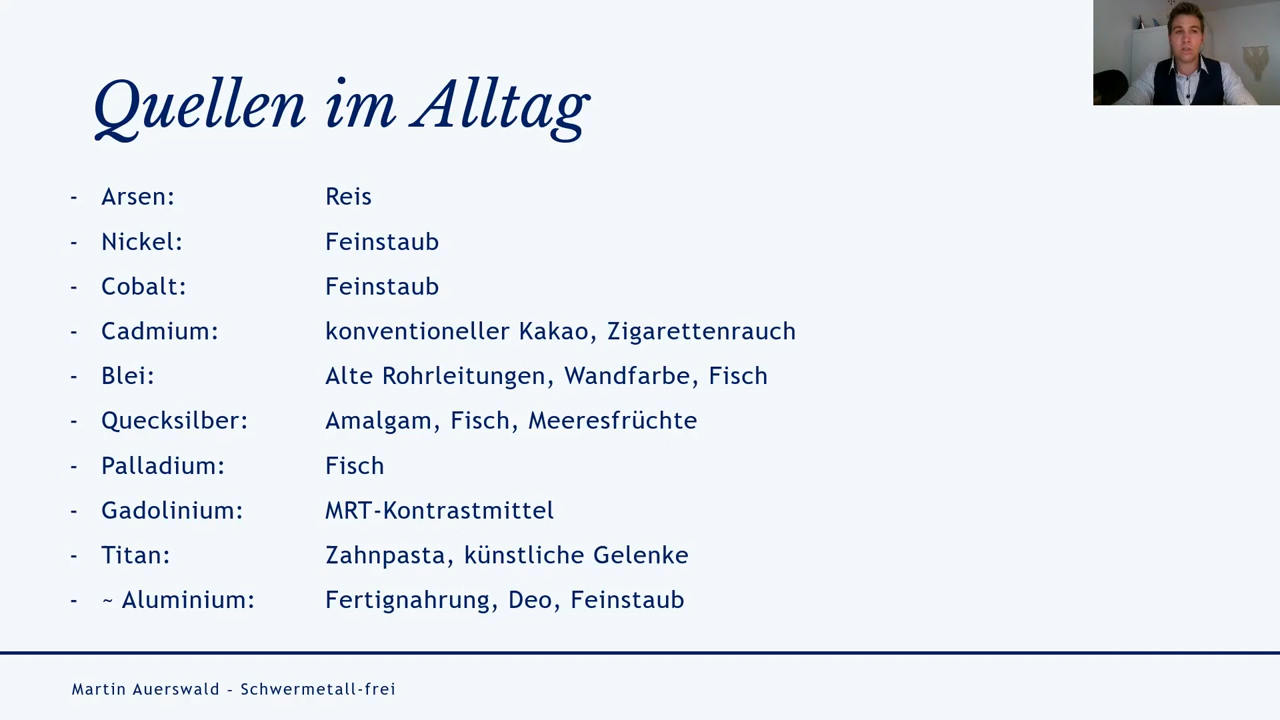 Quellen im Alltag
- Arsen: Reis
- Nickel: Feinstaub
- Cobalt: Feinstaub
- Cadmium: konventioneller Kakao, Zigarettenrauch
- Blei: Alte Rohrleitungen, Wandfarbe, Fisch
- Quecksilber: Amalgam, Fisch, Meeresfrüchte
- Palladium: Fisch
- Gadolinium: MRT-Kontrastmittel
- Titan: Zahnpasta, künstliche Gelenke
- ~ Aluminium: Fertignahrung, Deo, Feinstaub
Martin Auerswald – Schwermetall-frei